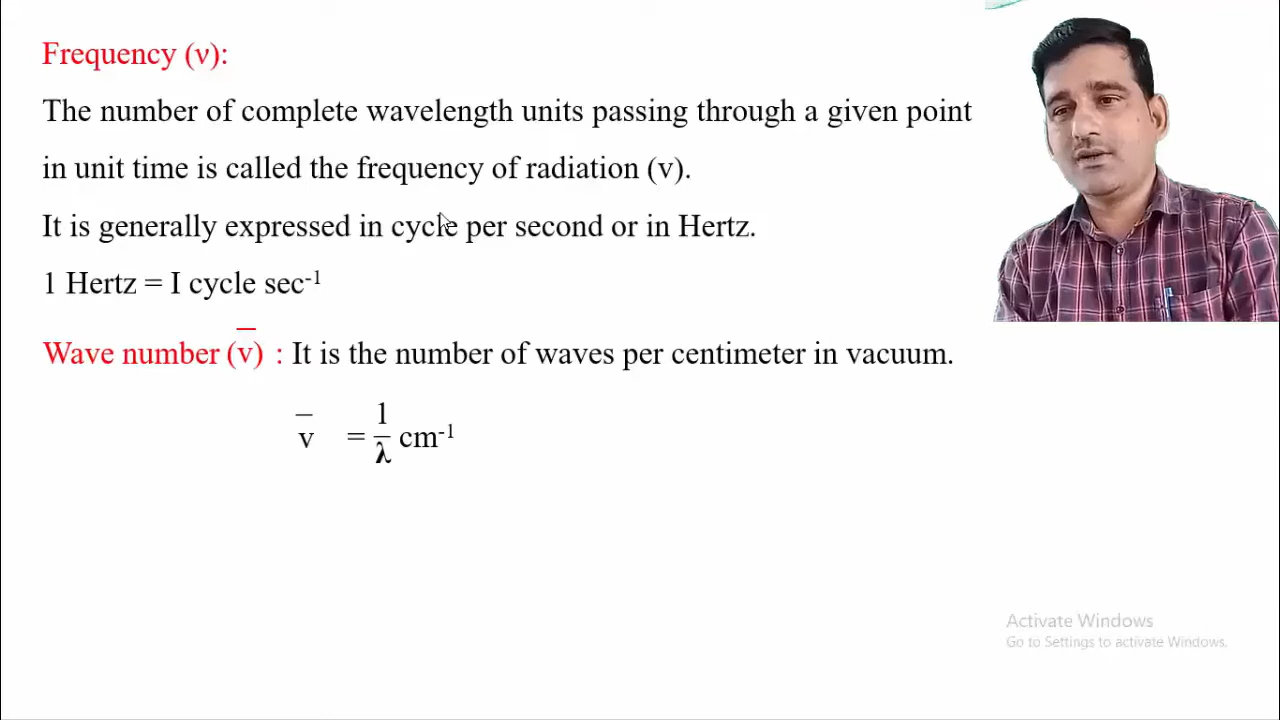 Frequency (ν):
The number of complete wavelength units passing through a given point
in unit time is called the frequency of radiation (v).
It is generally expressed in cycle per second or in Hertz.
1 Hertz = I cycle sec⁻¹
Wave number (v̅) : It is the number of waves per centimeter in vacuum.
v̅ = 1/λ cm⁻¹
Activate Windows
Go to Settings to activate Windows.